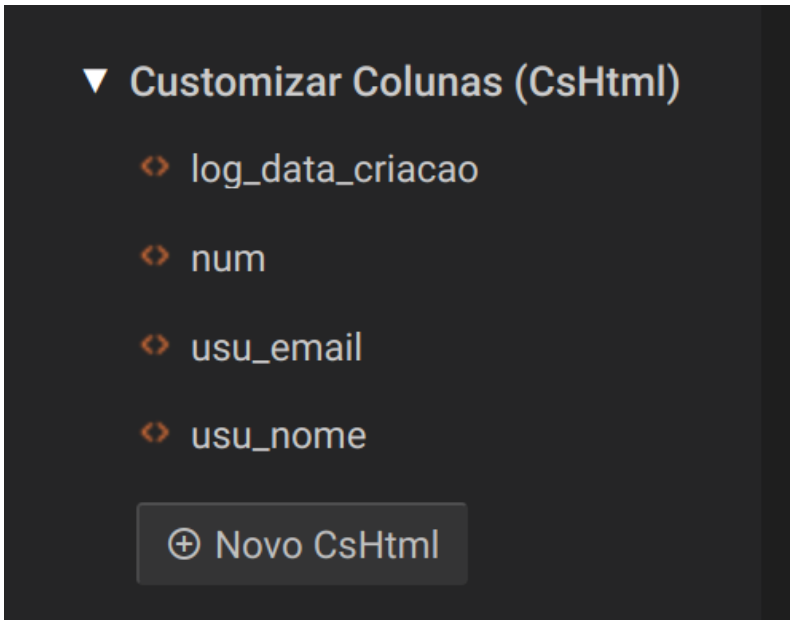 Customizar Colunas (CsHtml)
log_data_criacao
num
usu_email
usu_nome
Novo CsHtml